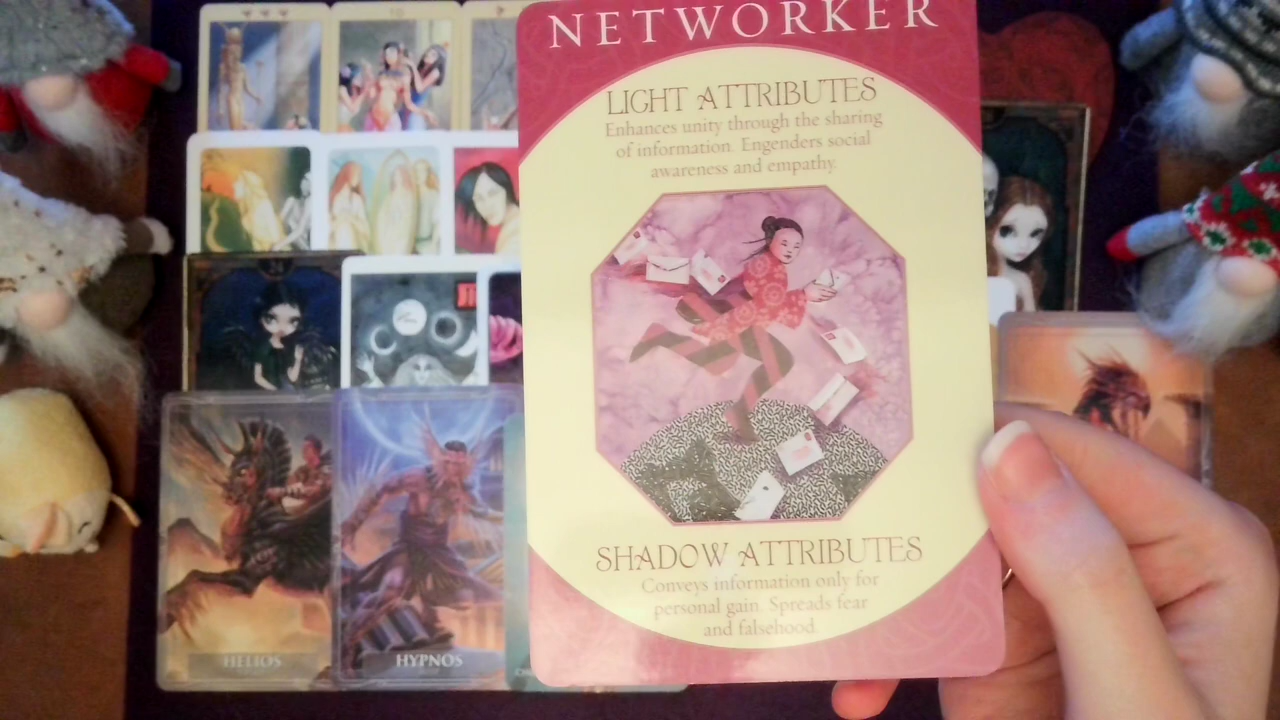 NETWORKER
LIGHT ATTRIBUTES
Enhances unity through the sharing
of information. Engenders social
awareness and empathy.
SHADOW ATTRIBUTES
Conveys information only for
personal gain. Spreads fear
and falsehood.
HELIOS
HYPNOS